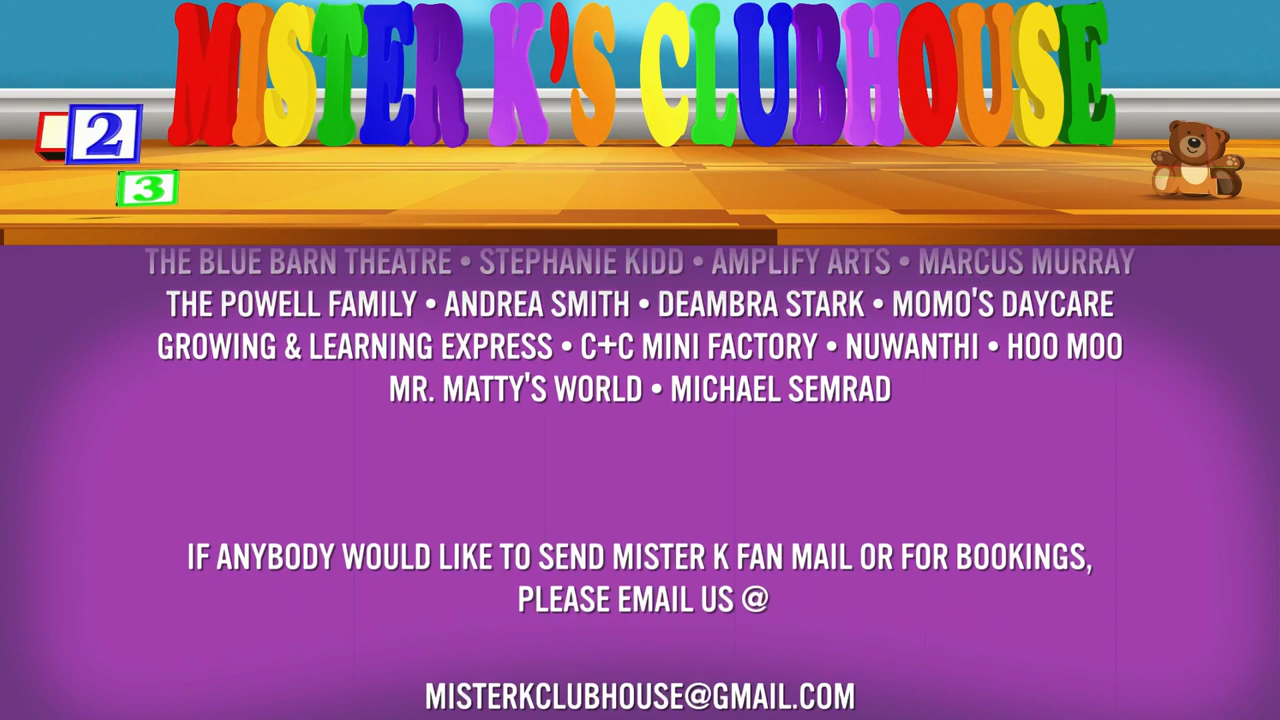 MISTER K'S CLUBHOUSE
2
3
THE BLUE BARN THEATRE • STEPHANIE KIDD • AMPLIFY ARTS • MARCUS MURRAY
THE POWELL FAMILY • ANDREA SMITH • DEAMBRA STARK • MOMO'S DAYCARE
GROWING & LEARNING EXPRESS • C+C MINI FACTORY • NUWANTHI • HOO MOO
MR. MATTY'S WORLD • MICHAEL SEMRAD
IF ANYBODY WOULD LIKE TO SEND MISTER K FAN MAIL OR FOR BOOKINGS,
PLEASE EMAIL US @
MISTERKCLUBHOUSE@GMAIL.COM